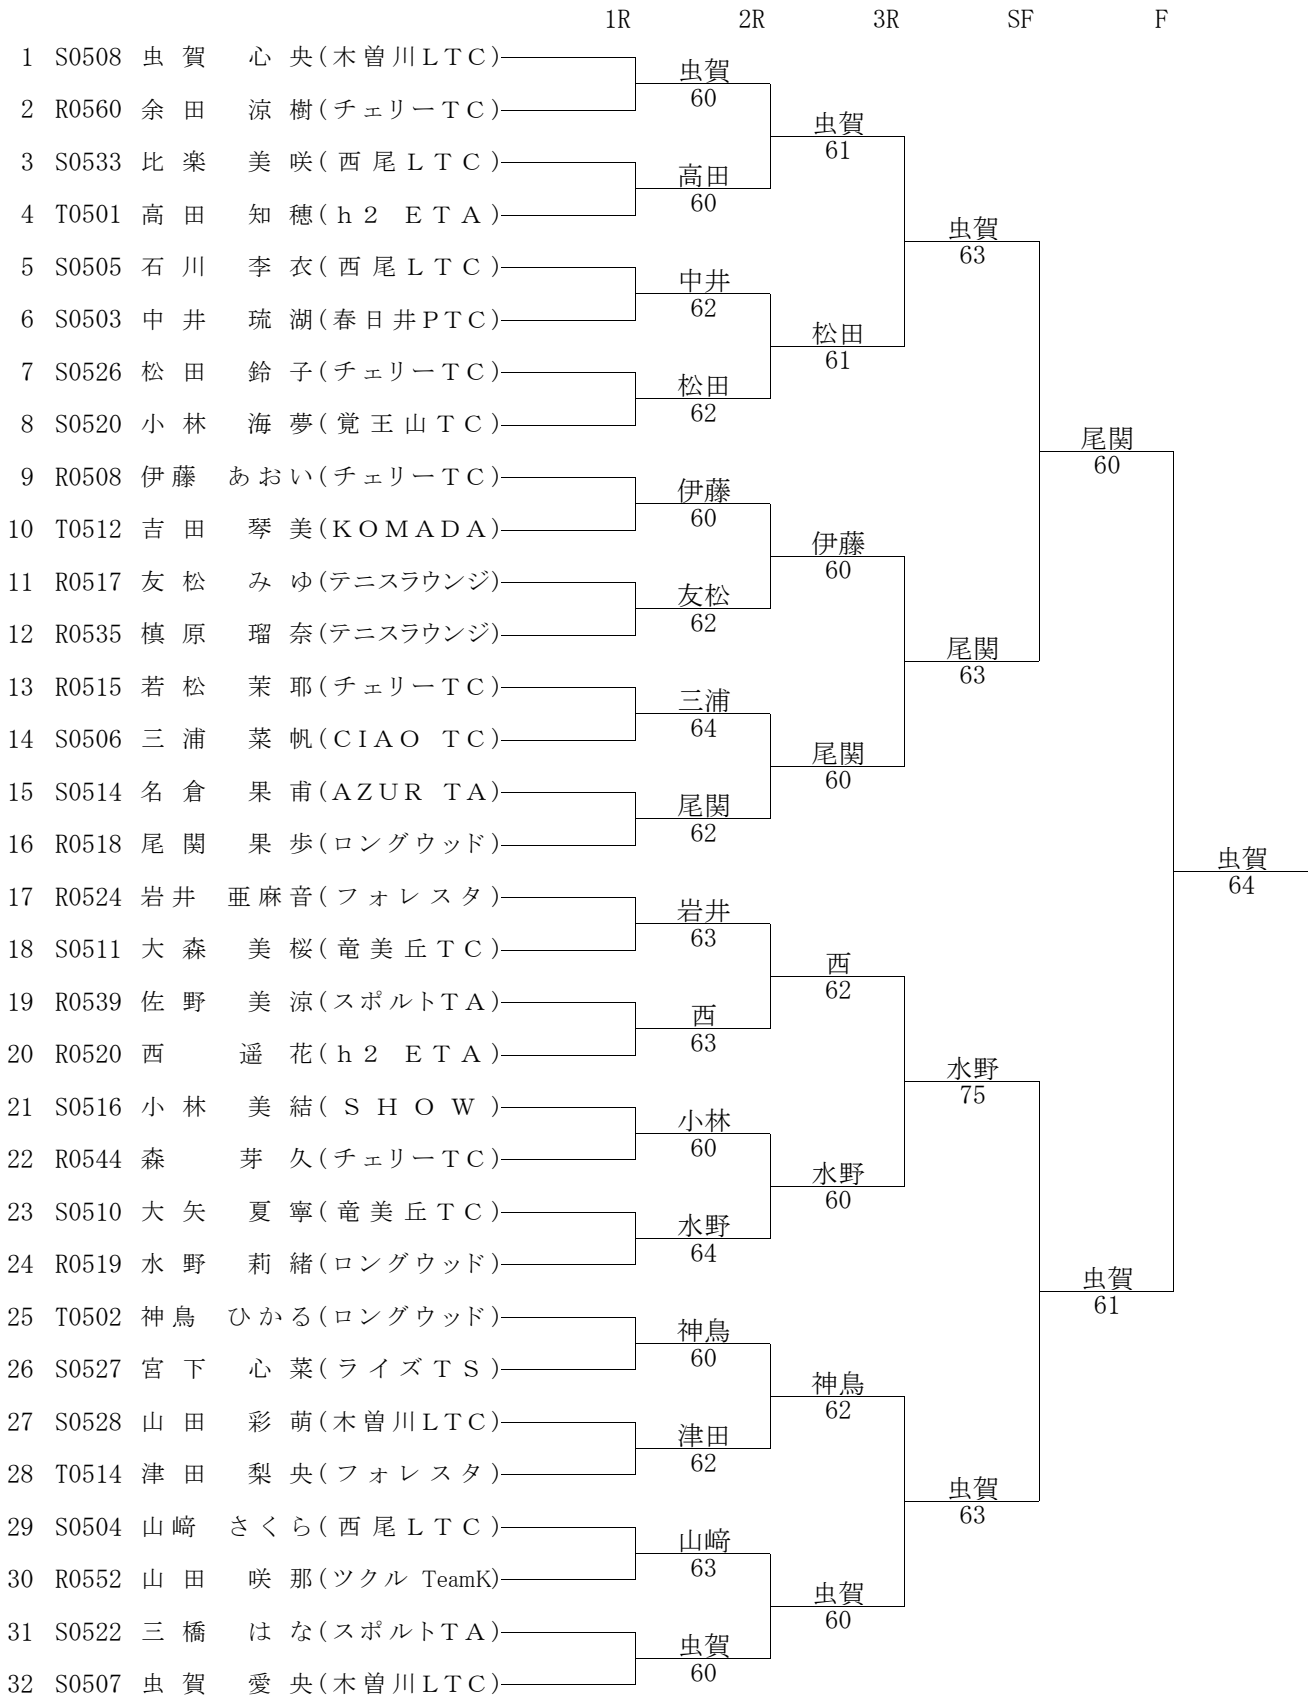 1R 2R 3R SF F
1 S0508 虫賀 心央(木曽川LTC)
虫賀
60
2 R0560 余田 涼樹(チェリーTC)
虫賀
61
3 S0533 比楽 美咲(西尾LTC)
高田
60
4 T0501 高田 知穂(h2 ETA)
虫賀
63
5 S0505 石川 李衣(西尾LTC)
中井
62
6 S0503 中井 琉湖(春日井PTC)
松田
61
7 S0526 松田 鈴子(チェリーTC)
松田
62
8 S0520 小林 海夢(覚王山TC)
尾関
60
9 R0508 伊藤 あおい(チェリーTC)
伊藤
60
10 T0512 吉田 琴美(KOMADA)
伊藤
60
11 R0517 友松 みゆ(テニスラウンジ)
友松
62
12 R0535 槙原 瑠奈(テニスラウンジ)
尾関
63
13 R0515 若松 茉耶(チェリーTC)
三浦
64
14 S0506 三浦 菜帆(CIAO TC)
尾関
60
15 S0514 名倉 果甫(AZUR TA)
尾関
62
16 R0518 尾関 果歩(ロングウッド)
虫賀
64
17 R0524 岩井 亜麻音(フォレスタ)
岩井
63
18 S0511 大森 美桜(竜美丘TC)
西
62
19 R0539 佐野 美涼(スポルトTA)
西
63
20 R0520 西 遥花(h2 ETA)
水野
75
21 S0516 小林 美結(SHOW)
小林
60
22 R0544 森 芽久(チェリーTC)
水野
60
23 S0510 大矢 夏寧(竜美丘TC)
水野
64
24 R0519 水野 莉緒(ロングウッド)
虫賀
61
25 T0502 神鳥 ひかる(ロングウッド)
神鳥
60
26 S0527 宮下 心菜(ライズTS)
神鳥
62
27 S0528 山田 彩萌(木曽川LTC)
津田
62
28 T0514 津田 梨央(フォレスタ)
虫賀
63
29 S0504 山﨑 さくら(西尾LTC)
山﨑
63
30 R0552 山田 咲那(ツクル TeamK)
虫賀
60
31 S0522 三橋 はな(スポルトTA)
虫賀
60
32 S0507 虫賀 愛央(木曽川LTC)